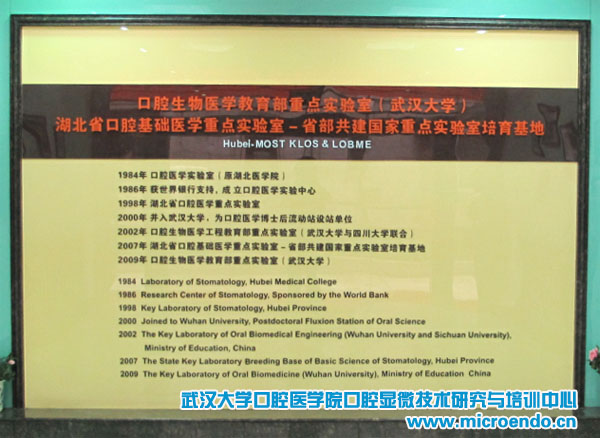 口腔生物医学教育部重点实验室(武汉大学)
湖北省口腔基础医学重点实验室－省部共建国家重点实验室培育基地
Hubei-MOST KLOS & LOBME
1984年 口腔医学实验室(原湖北医学院)
1986年 获世界银行支持，成立口腔医学实验中心
1998年 湖北省口腔医学重点实验室
2000年 并入武汉大学，为口腔医学博士后流动站设站单位
2002年 口腔生物医学工程教育部重点实验室(武汉大学与四川大学联合)
2007年 湖北省口腔基础医学重点实验室－省部共建国家重点实验室培育基地
2009年 口腔生物医学教育部重点实验室(武汉大学)
1984 Laboratory of Stomatology, Hubei Medical College
1986 Research Center of Stomatology, Sponsored by the World Bank
1998 Key Laboratory of Stomatology, Hubei Province
2000 Joined to Wuhan University, Postdoctoral Fluxion Station of Oral Science
2002 The Key Laboratory of Oral Biomedical Engineering (Wuhan University and Sichuan University),
Ministry of Education, China
2007 The State Key Laboratory Breeding Base of Basic Science of Stomatology, Hubei Province
2009 The Key Laboratory of Oral Biomedicine (Wuhan University), Ministry of Education China
武汉大学口腔医学院口腔显微技术研究与培训中心
www.microendo.cn